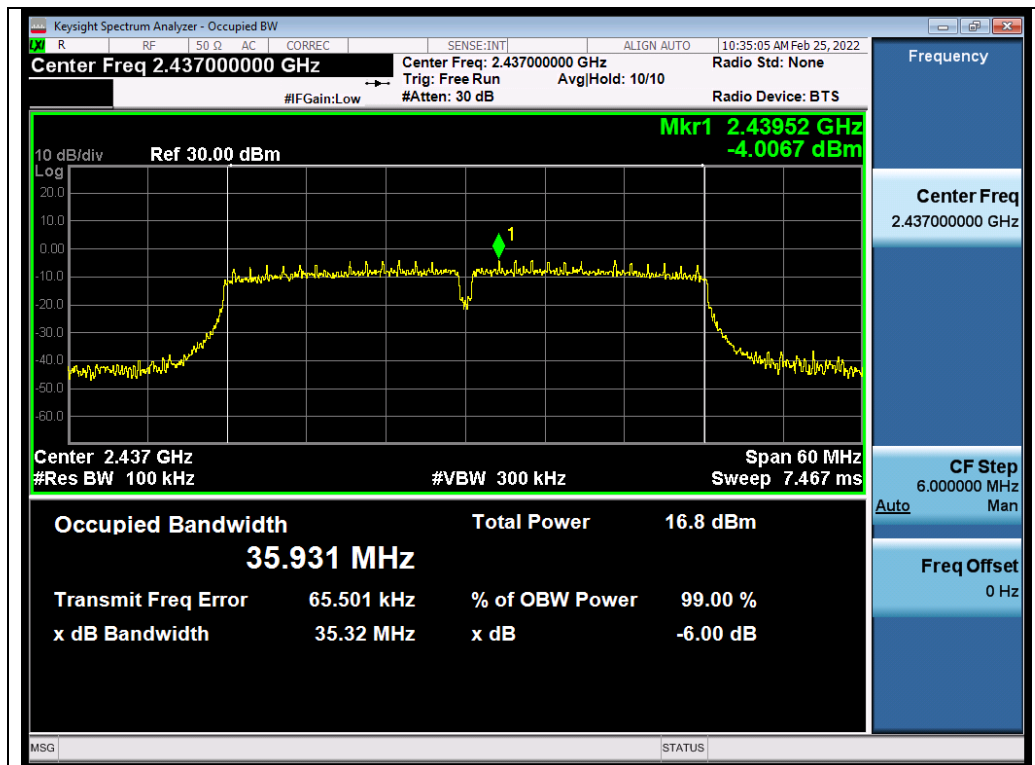 Keysight Spectrum Analyzer - Occupied BW
LXI R RF 50 Ω AC CORREC SENSE:INT ALIGN AUTO 10:35:05 AM Feb 25, 2022
Center Freq 2.437000000 GHz
Center Freq: 2.437000000 GHz
Radio Std: None
Trig: Free Run Avg|Hold: 10/10
#IFGain:Low #Atten: 30 dB Radio Device: BTS
Mkr1 2.43952 GHz
-4.0067 dBm
10 dB/div Ref 30.00 dBm
Log
20.0
10.0
0.00
-10.0
-20.0
-30.0
-40.0
-50.0
-60.0
1
Center 2.437 GHz Span 60 MHz
#Res BW 100 kHz #VBW 300 kHz Sweep 7.467 ms
Occupied Bandwidth Total Power 16.8 dBm
35.931 MHz
Transmit Freq Error 65.501 kHz % of OBW Power 99.00 %
x dB Bandwidth 35.32 MHz x dB -6.00 dB
MSG STATUS
Frequency
Center Freq
2.437000000 GHz
CF Step
6.000000 MHz
Auto Man
Freq Offset
0 Hz